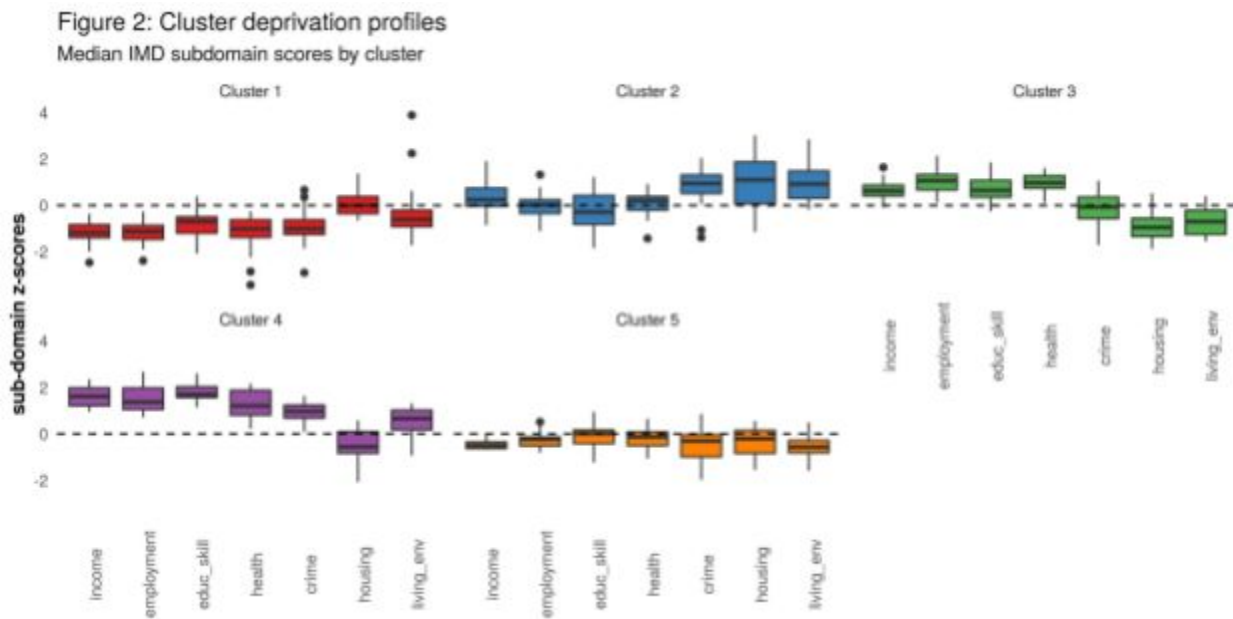 Figure 2: Cluster deprivation profiles
Median IMD subdomain scores by cluster
Cluster 1
Cluster 2
Cluster 3
4
2
0
-2
sub-domain z-scores
Cluster 4
Cluster 5
income
employment
educ_skill
health
crime
housing
living_env
4
2
0
-2
income
employment
educ_skill
health
crime
housing
living_env
income
employment
educ_skill
health
crime
housing
living_env